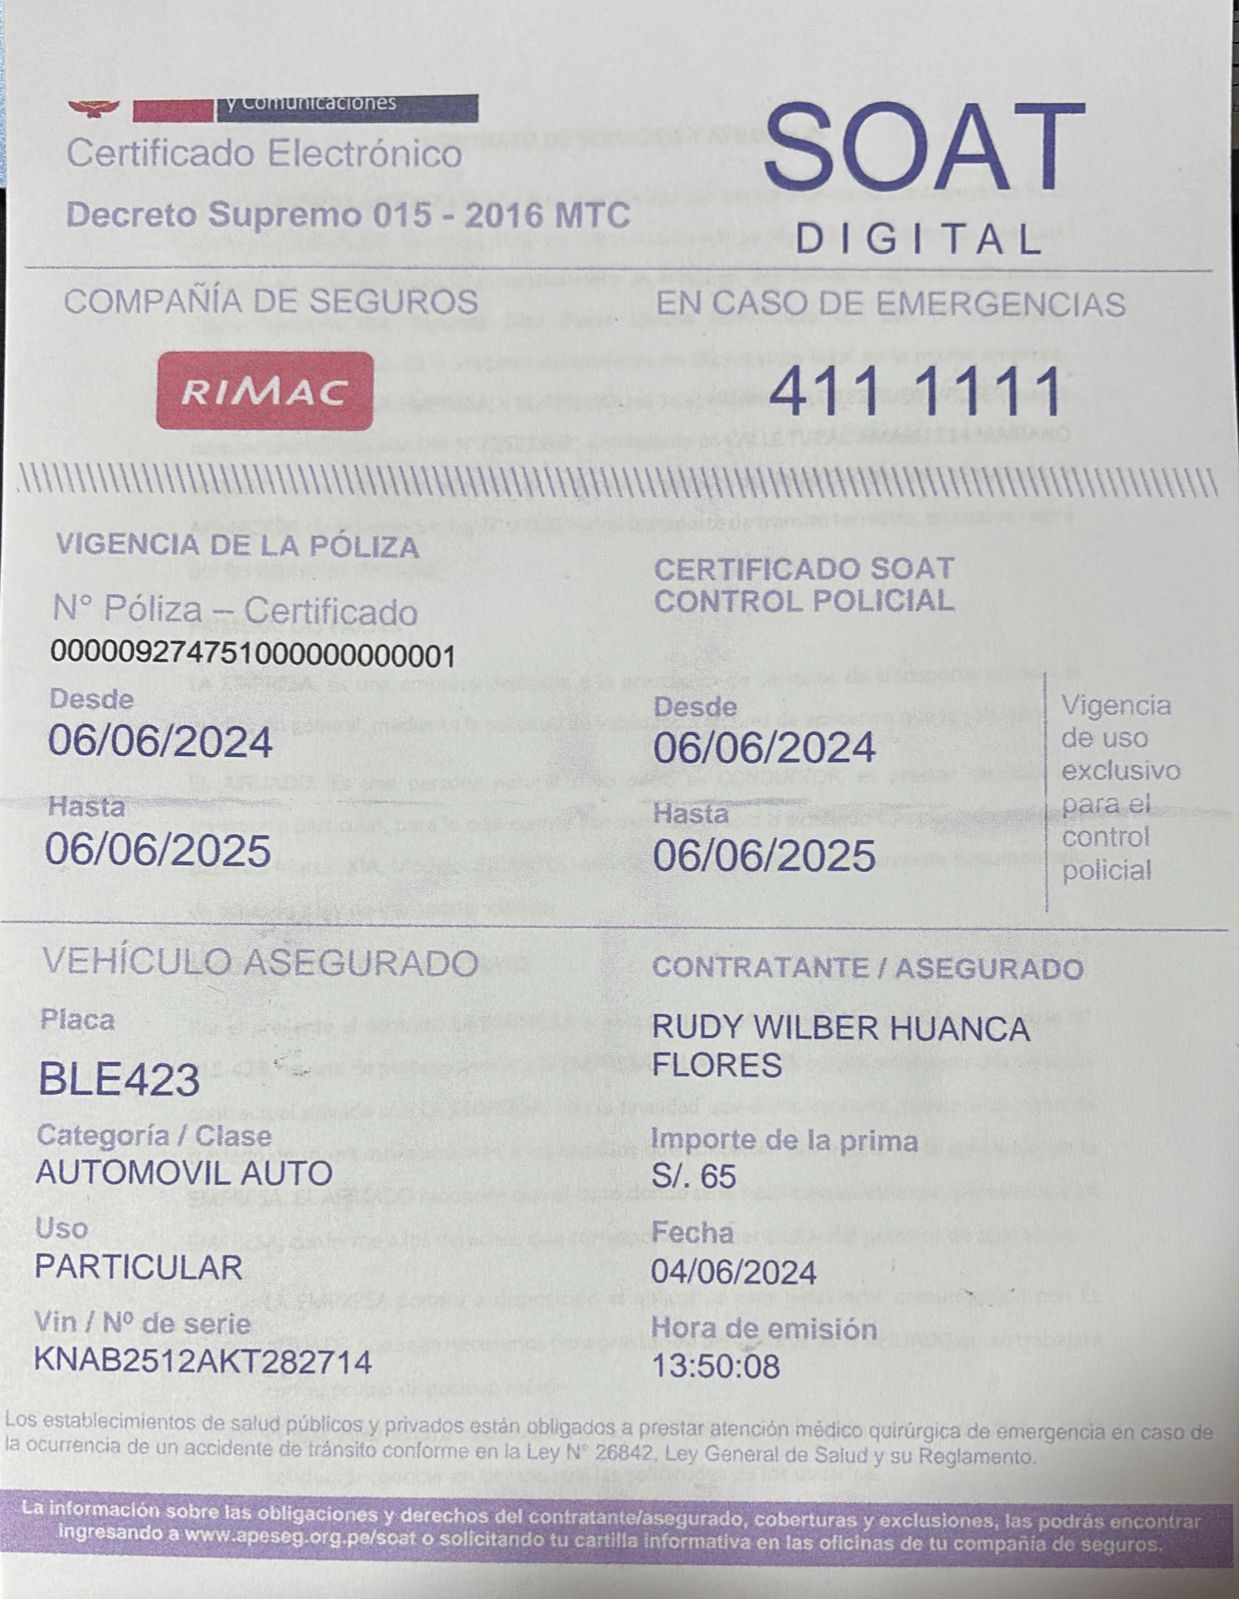 y Comunicaciones
Certificado Electrónico
Decreto Supremo 015 - 2016 MTC
SOAT
DIGITAL
COMPAÑÍA DE SEGUROS
RIMAC
EN CASO DE EMERGENCIAS
411 1111
VIGENCIA DE LA PÓLIZA
Nº Póliza – Certificado
000009274751000000000001
Desde
06/06/2024
Hasta
06/06/2025
CERTIFICADO SOAT
CONTROL POLICIAL
Desde
06/06/2024
Hasta
06/06/2025
Vigencia
de uso
exclusivo
para el
control
policial
VEHÍCULO ASEGURADO
Placa
BLE423
Categoría / Clase
AUTOMOVIL AUTO
Uso
PARTICULAR
Vin / Nº de serie
KNAB2512AKT282714
CONTRATANTE / ASEGURADO
RUDY WILBER HUANCA
FLORES
Importe de la prima
S/. 65
Fecha
04/06/2024
Hora de emisión
13:50:08
Los establecimientos de salud públicos y privados están obligados a prestar atención médico quirúrgica de emergencia en caso de
la ocurrencia de un accidente de tránsito conforme en la Ley Nº 26842, Ley General de Salud y su Reglamento.
La información sobre las obligaciones y derechos del contratante/asegurado, coberturas y exclusiones, las podrás encontrar
ingresando a www.apeseg.org.pe/soat o solicitando tu cartilla informativa en las oficinas de tu compañía de seguros.